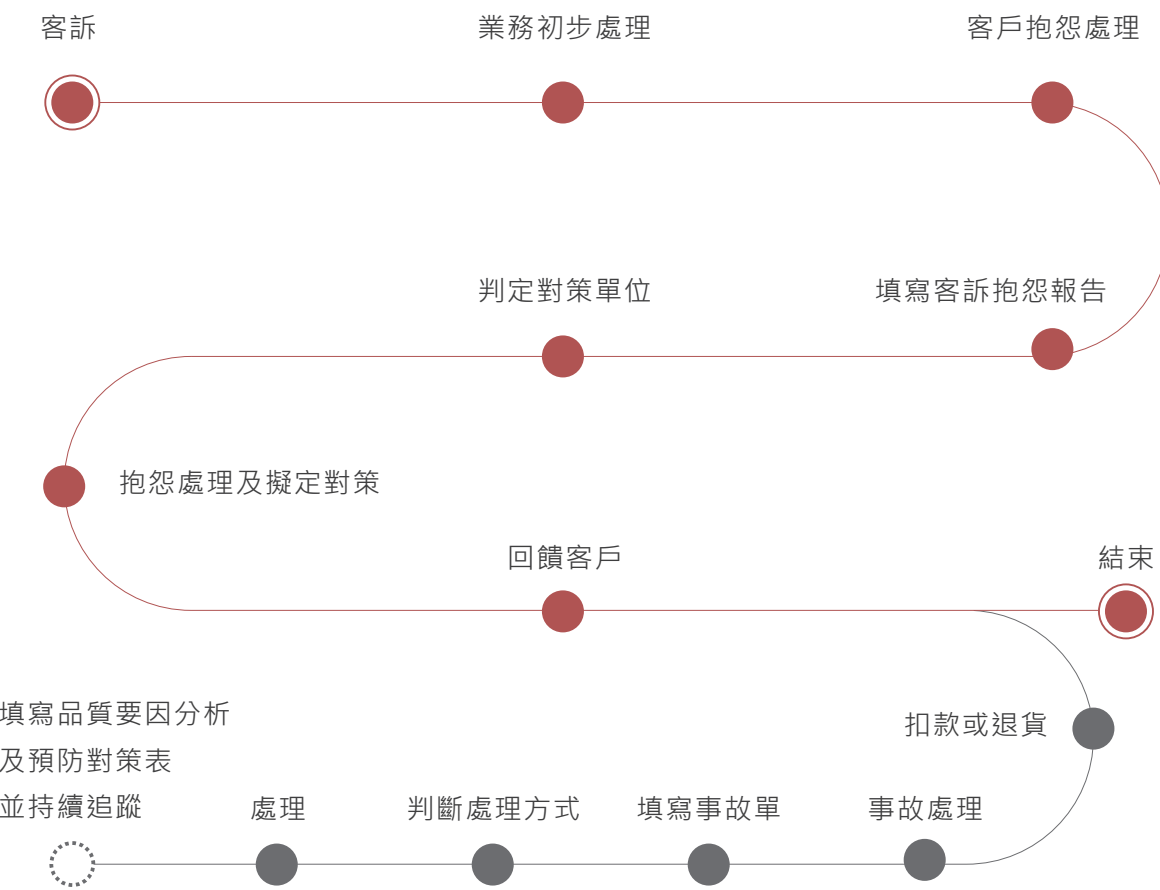 客訴
業務初步處理
客戶抱怨處理
填寫客訴抱怨報告
判定對策單位
抱怨處理及擬定對策
回饋客戶
結束
扣款或退貨
事故處理
填寫事故單
判斷處理方式
處理
填寫品質要因分析
及預防對策表
並持續追蹤